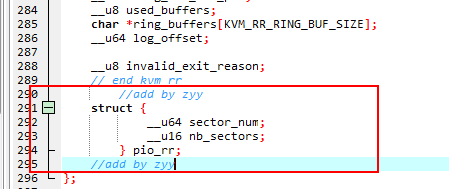 284 __u8 used_buffers;
285 char *ring_buffers[KVM_RR_RING_BUF_SIZE];
286 __u64 log_offset;
287
288 __u8 invalid_exit_reason;
289 // end kvm rr
290 //add by zyy
291 struct {
292 __u64 sector_num;
293 __u16 nb_sectors;
294 } pio_rr;
295 //add by zyy
296 };